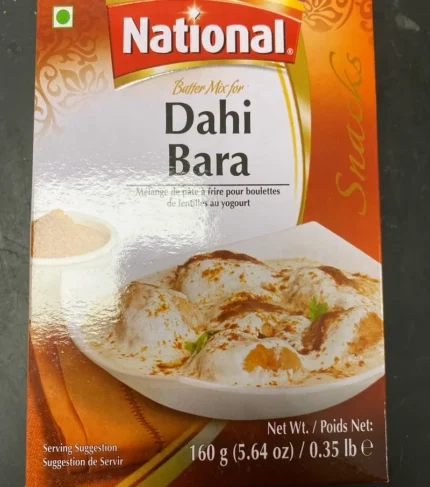 National®
Batter Mix for
Dahi
Bara
Mélange de pâte à frire pour boulettes
de lentilles au yogourt
Snacks
Serving Suggestion
Suggestion de Servir
Net Wt. / Poids Net:
160 g (5.64 oz) / 0.35 lb e